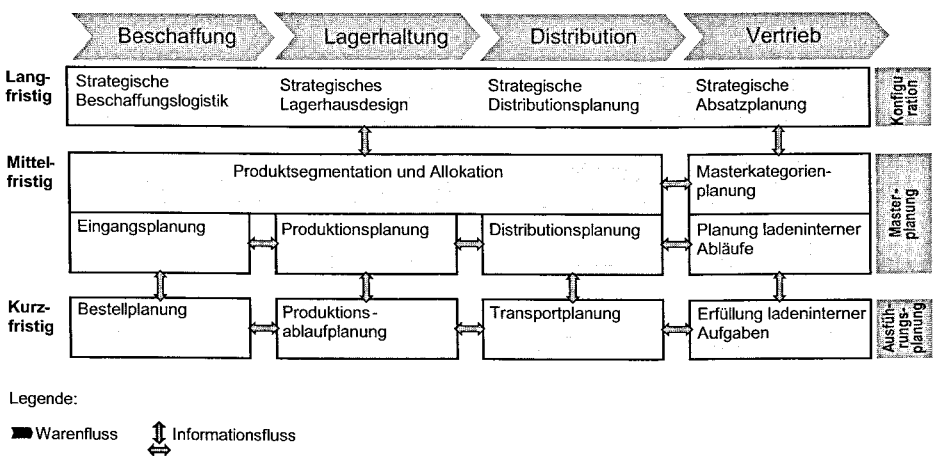 Beschaffung
Lagerhaltung
Distribution
Vertrieb
Lang-
fristig
Strategische
Beschaffungslogistik
Strategisches
Lagerhausdesign
Strategische
Distributionsplanung
Strategische
Absatzplanung
Konfigu-
ration
Mittel-
fristig
Produktsegmentation und Allokation
Masterkategorien-
planung
Eingangsplanung
Produktionsplanung
Distributionsplanung
Planung ladeninterner
Abläufe
Master-
planung
Kurz-
fristig
Bestellplanung
Produktions-
ablaufplanung
Transportplanung
Erfüllung ladeninterner
Aufgaben
Ausfüh-
rungs-
planung
Legende:
Warenfluss
Informationsfluss